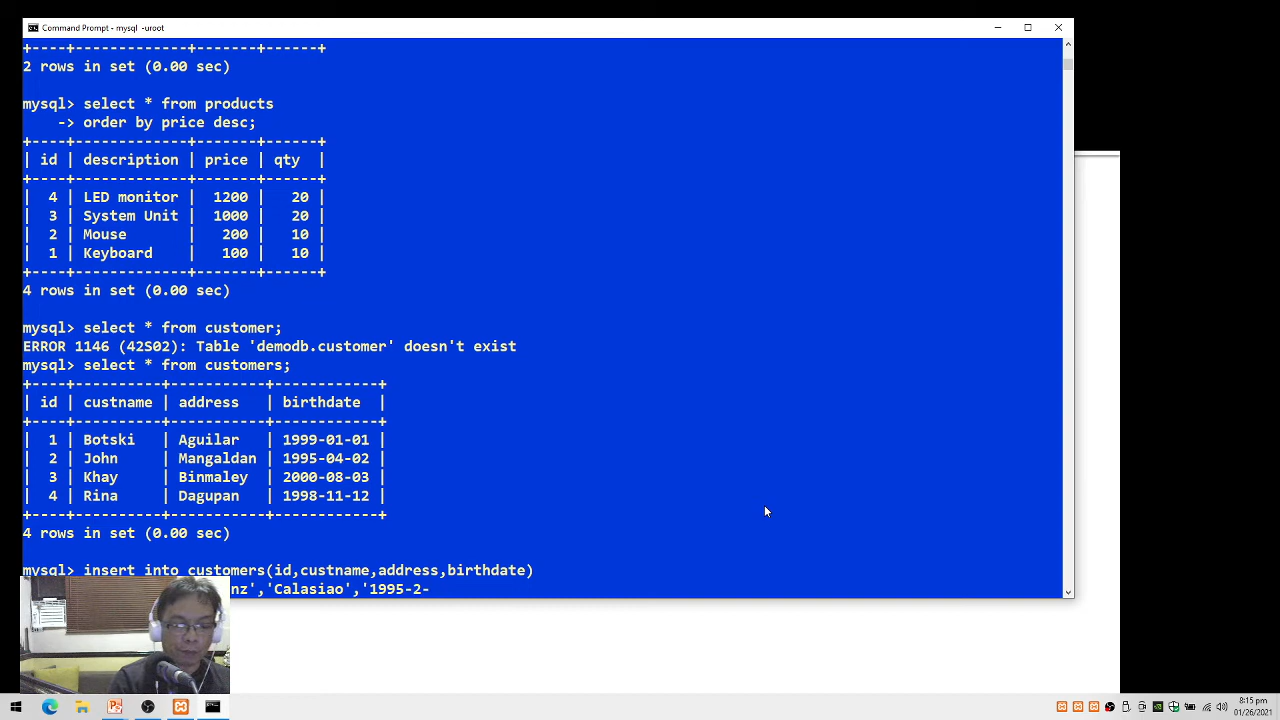 Command Prompt - mysql -uroot
+----+-------------+-------+------+
2 rows in set (0.00 sec)
mysql> select * from products
    -> order by price desc;
+----+-------------+-------+------+
| id | description | price | qty  |
+----+-------------+-------+------+
|  4 | LED monitor |  1200 |   20 |
|  3 | System Unit |  1000 |   20 |
|  2 | Mouse       |   200 |   10 |
|  1 | Keyboard    |   100 |   10 |
+----+-------------+-------+------+
4 rows in set (0.00 sec)
mysql> select * from customer;
ERROR 1146 (42S02): Table 'demodb.customer' doesn't exist
mysql> select * from customers;
+----+----------+-----------+------------+
| id | custname | address   | birthdate  |
+----+----------+-----------+------------+
|  1 | Botski   | Aguilar   | 1999-01-01 |
|  2 | John     | Mangaldan | 1995-04-02 |
|  3 | Khay     | Binmaley  | 2000-08-03 |
|  4 | Rina     | Dagupan   | 1998-11-12 |
+----+----------+-----------+------------+
4 rows in set (0.00 sec)
mysql> insert into customers(id,custname,address,birthdate)
nz','Calasiao','1995-2-
8:15 pm
01/26/2021